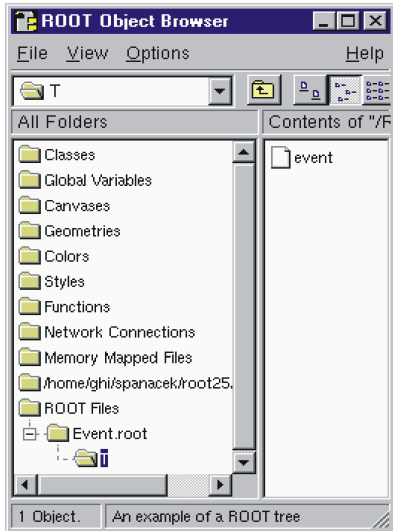 ROOT Object Browser
File View Options Help
T
All Folders
Contents of "/R
Classes
Global Variables
Canvases
Geometries
Colors
Styles
Functions
Network Connections
Memory Mapped Files
/home/ghi/spanacek/root25.
ROOT Files
Event.root
T
event
1 Object. An example of a ROOT tree